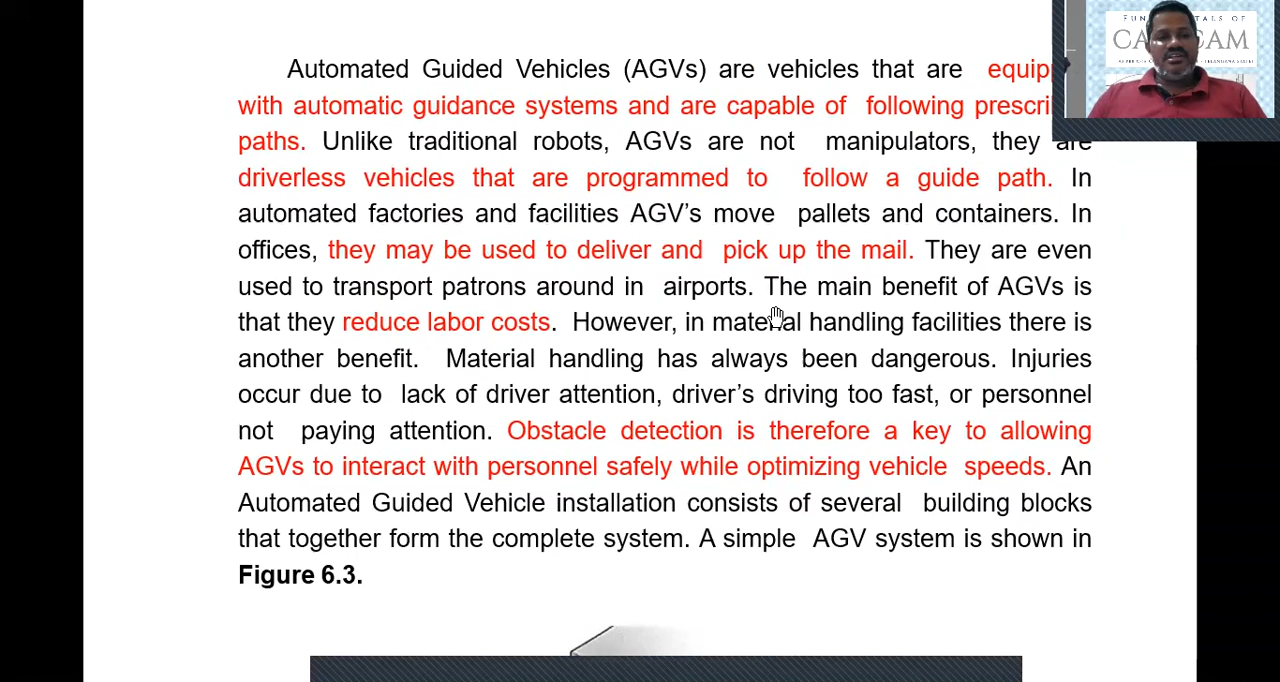 FUN TALS OF
CA CAM
Automated Guided Vehicles (AGVs) are vehicles that are equip
with automatic guidance systems and are capable of following prescri
paths. Unlike traditional robots, AGVs are not manipulators, they are
driverless vehicles that are programmed to follow a guide path. In
automated factories and facilities AGV’s move pallets and containers. In
offices, they may be used to deliver and pick up the mail. They are even
used to transport patrons around in airports. The main benefit of AGVs is
that they reduce labor costs. However, in material handling facilities there is
another benefit. Material handling has always been dangerous. Injuries
occur due to lack of driver attention, driver’s driving too fast, or personnel
not paying attention. Obstacle detection is therefore a key to allowing
AGVs to interact with personnel safely while optimizing vehicle speeds. An
Automated Guided Vehicle installation consists of several building blocks
that together form the complete system. A simple AGV system is shown in
Figure 6.3.